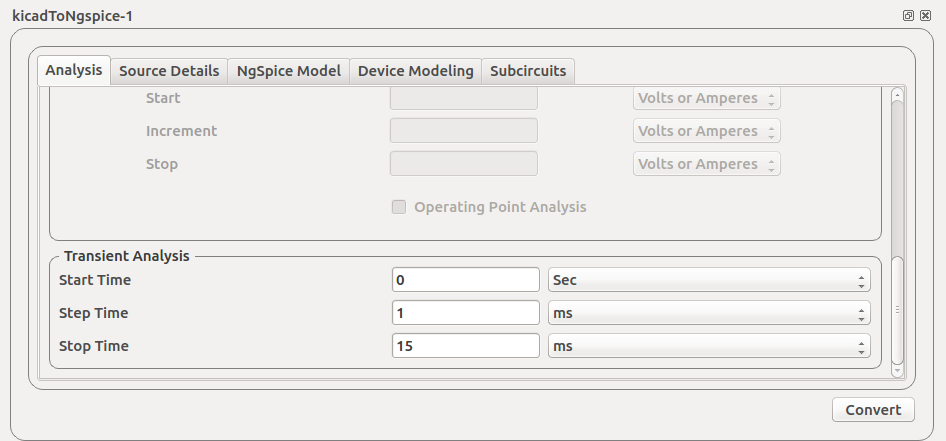 kicadToNgspice-1
Analysis Source Details NgSpice Model Device Modeling Subcircuits
Start Volts or Amperes
Increment Volts or Amperes
Stop Volts or Amperes
Operating Point Analysis
Transient Analysis
Start Time 0 Sec
Step Time 1 ms
Stop Time 15 ms
Convert